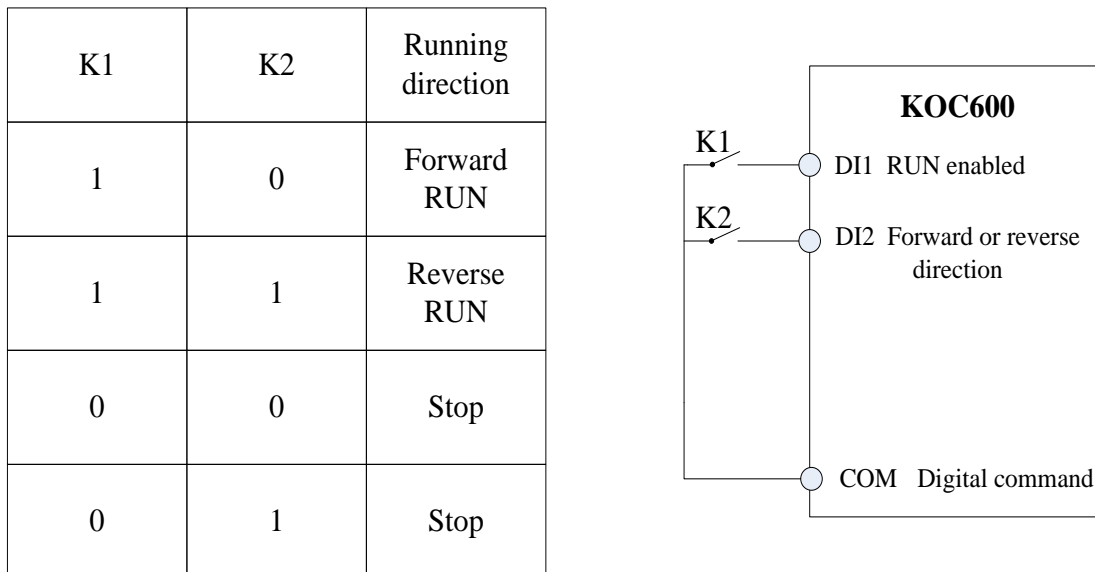 K1 K2 Running
direction
1 0 Forward
RUN
1 1 Reverse
RUN
0 0 Stop
0 1 Stop
KOC600
K1
DI1 RUN enabled
K2
DI2 Forward or reverse
direction
COM Digital command